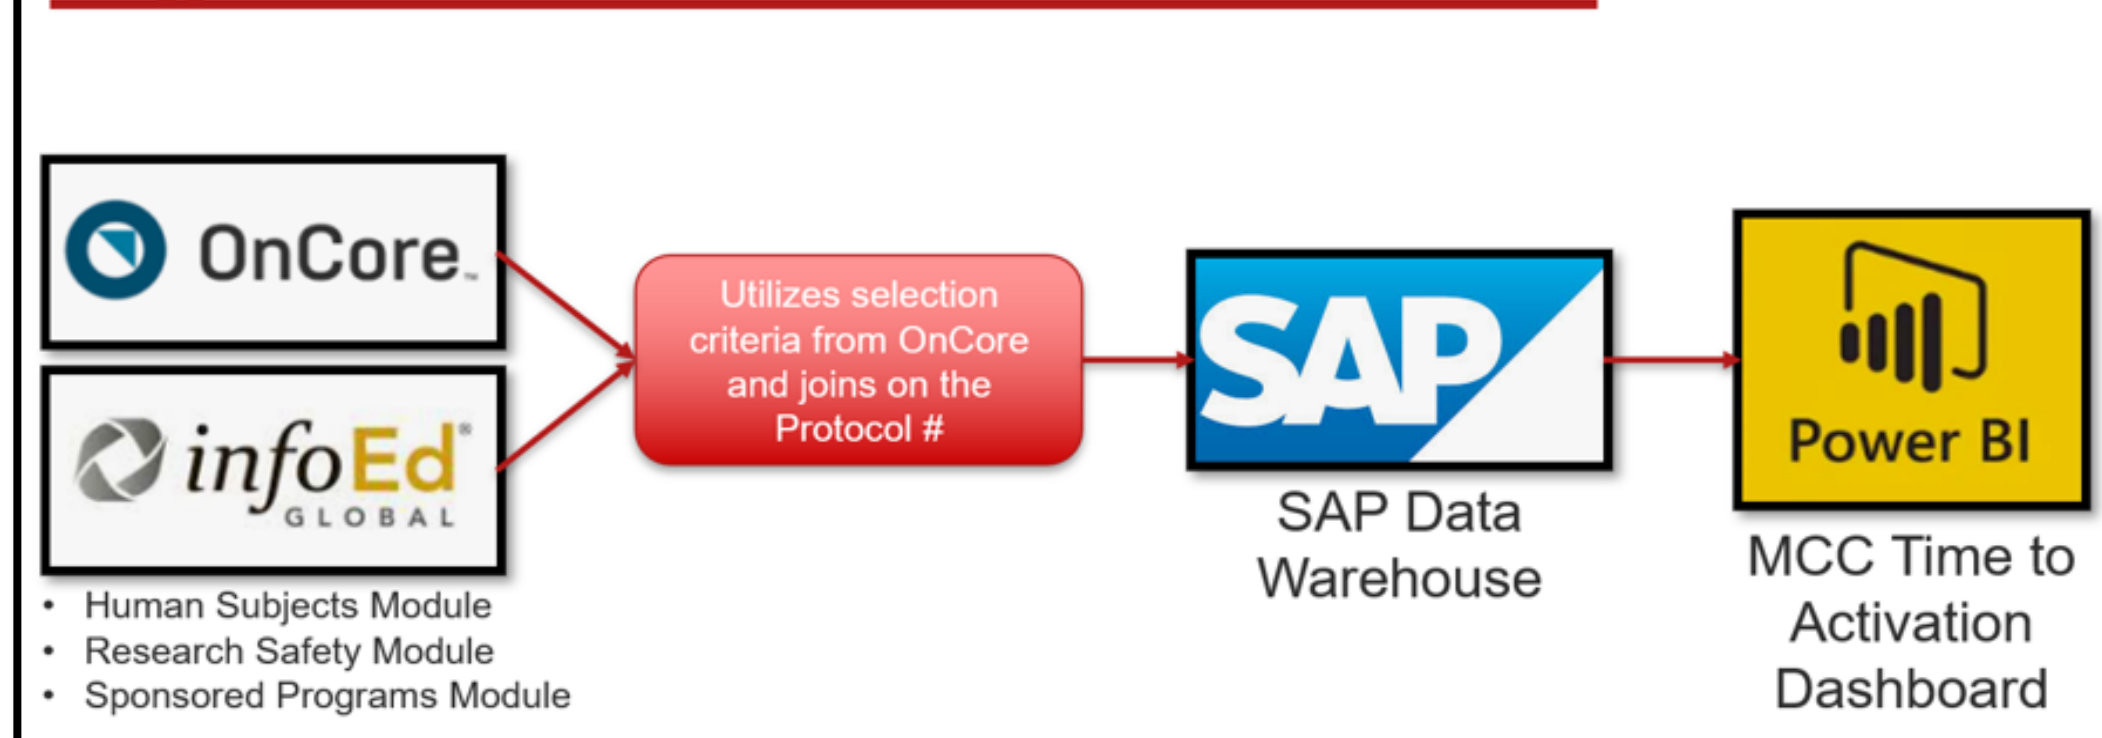 OnCore™
infoEd®
GLOBAL
• Human Subjects Module
• Research Safety Module
• Sponsored Programs Module
Utilizes selection
criteria from OnCore
and joins on the
Protocol #
SAP
SAP Data
Warehouse
Power BI
MCC Time to
Activation
Dashboard